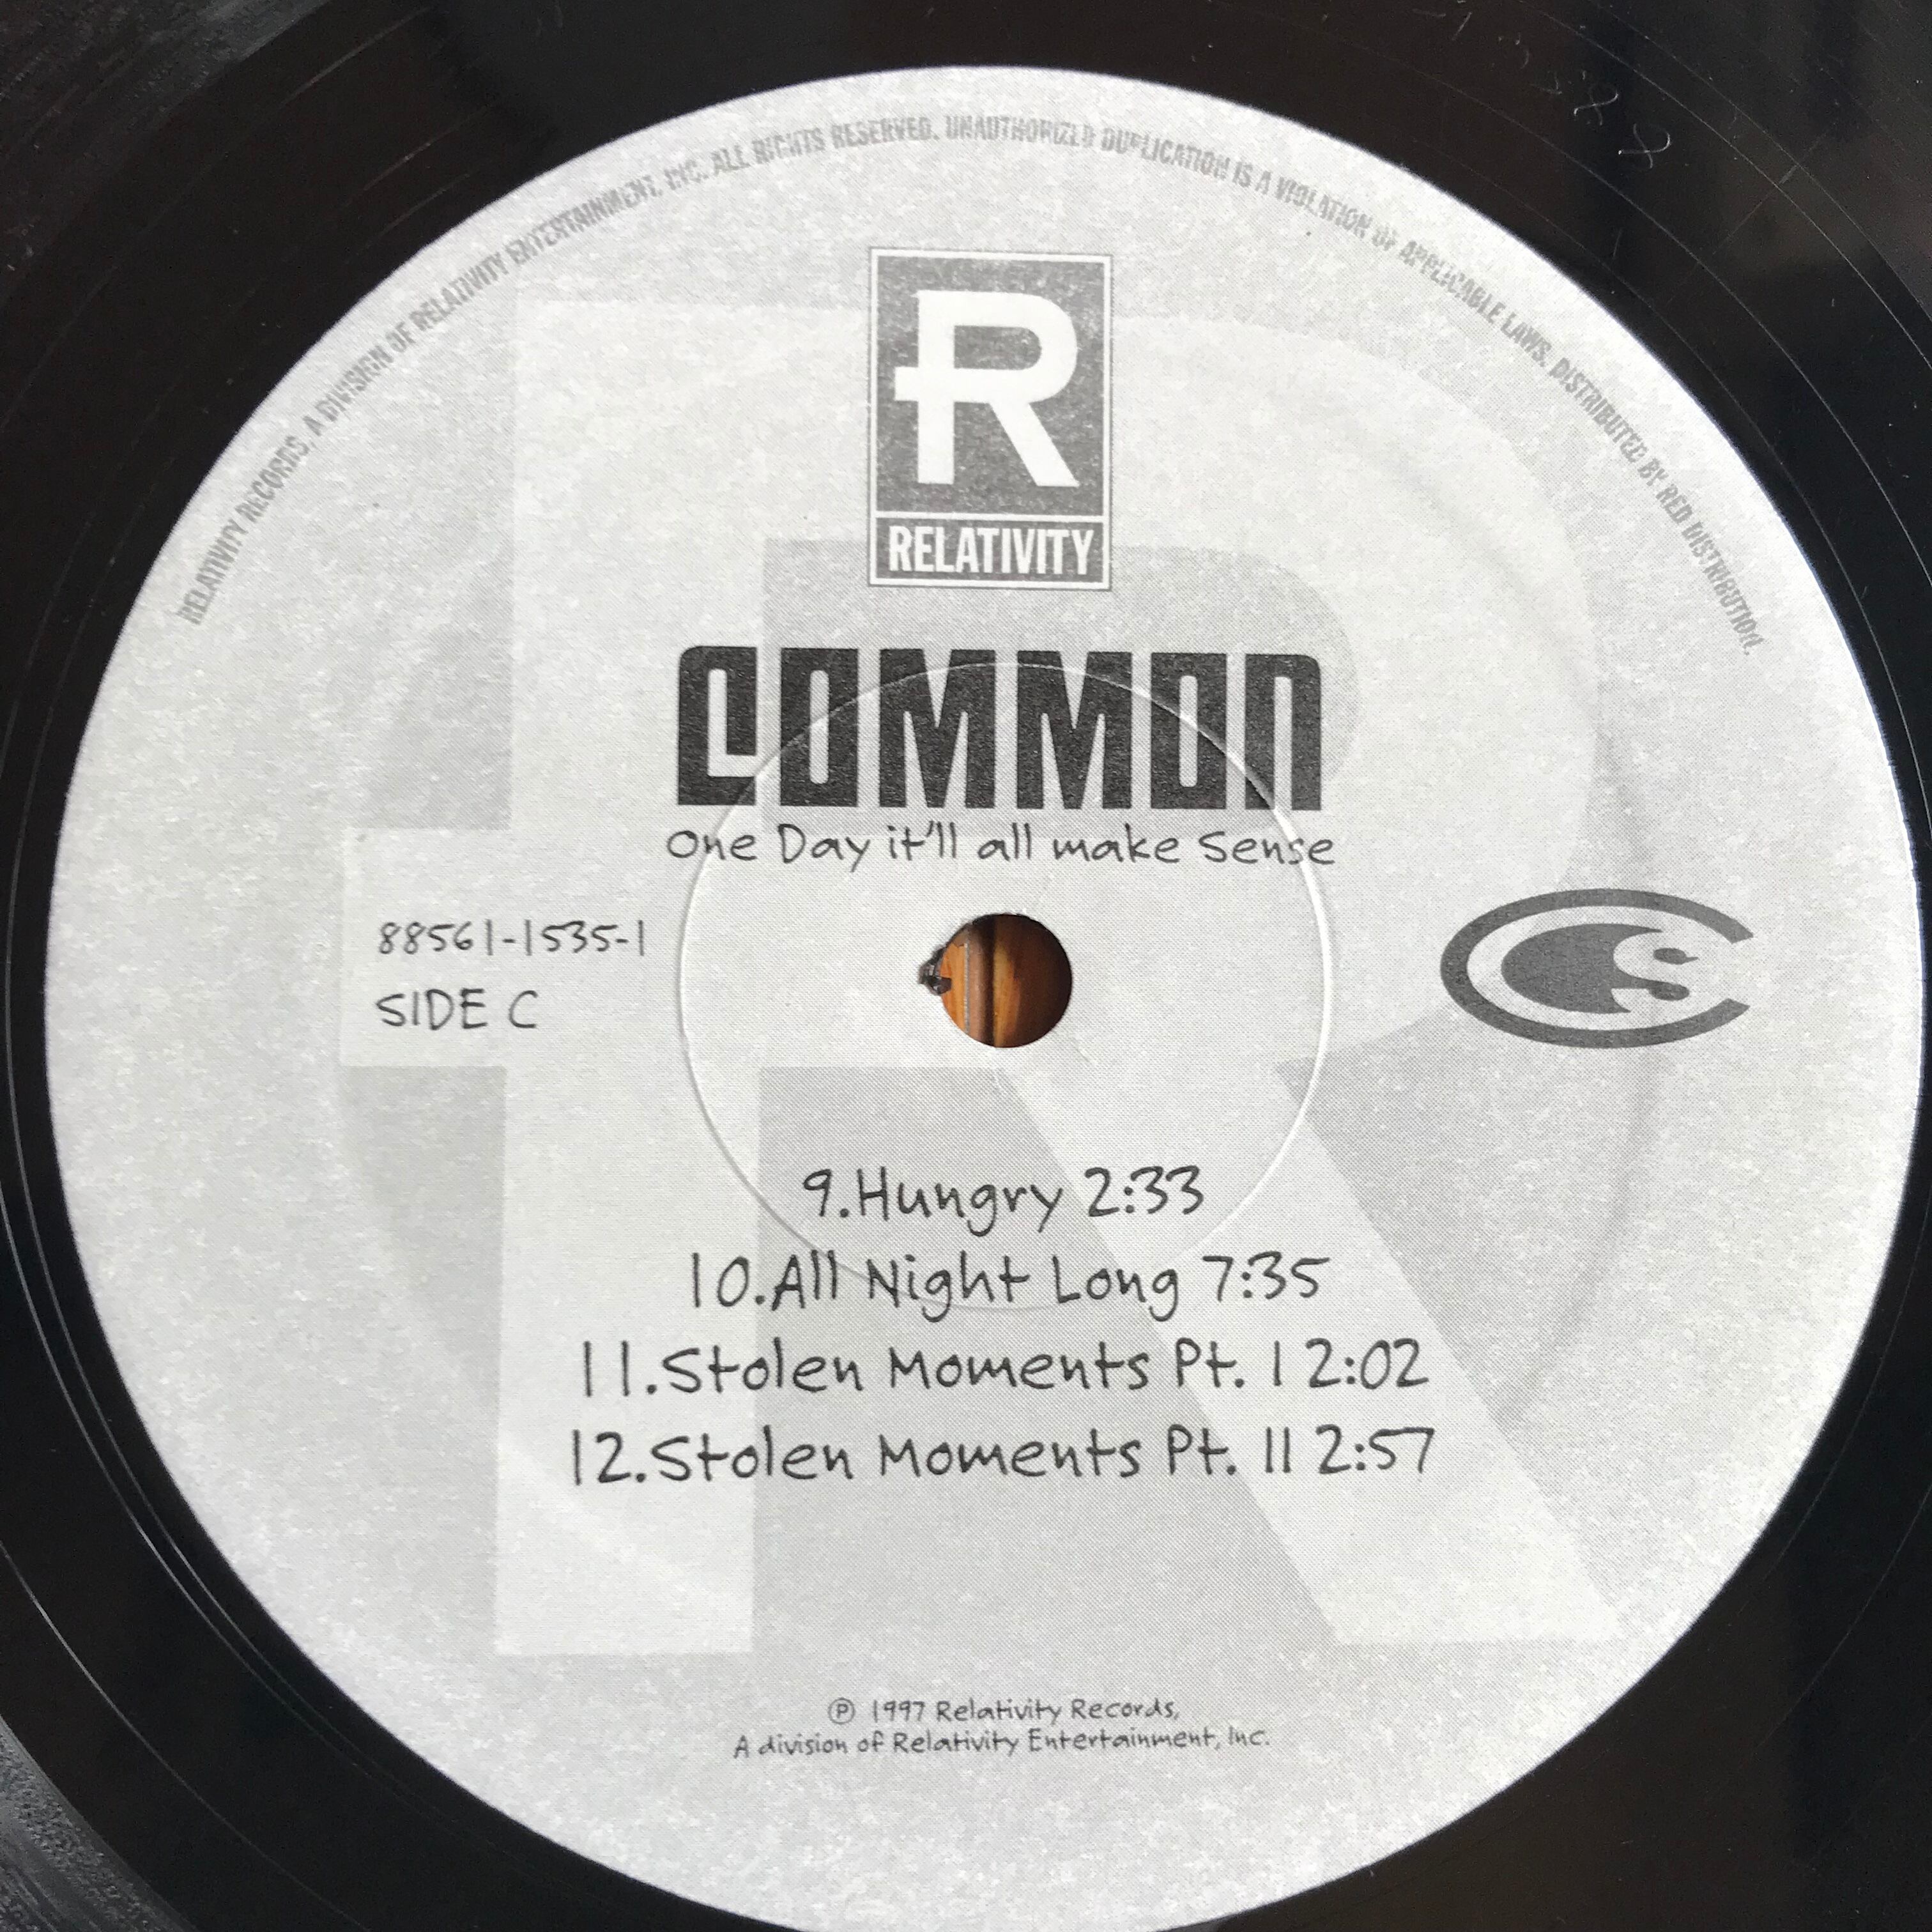 RELATIVITY RECORDS, A DIVISION OF RELATIVITY ENTERTAINMENT, INC. ALL RIGHTS RESERVED. UNAUTHORIZED DUPLICATION IS A VIOLATION OF APPLICABLE LAWS. DISTRIBUTED BY RED DISTRIBUTION.
R
RELATIVITY
COMMON
One Day it'll all make Sense
88561-1535-1
SIDE C
CS
9.Hungry 2:33
10.All Night Long 7:35
11.Stolen Moments Pt. I 2:02
12.Stolen Moments Pt. II 2:57
℗ 1997 Relativity Records,
A division of Relativity Entertainment, Inc.